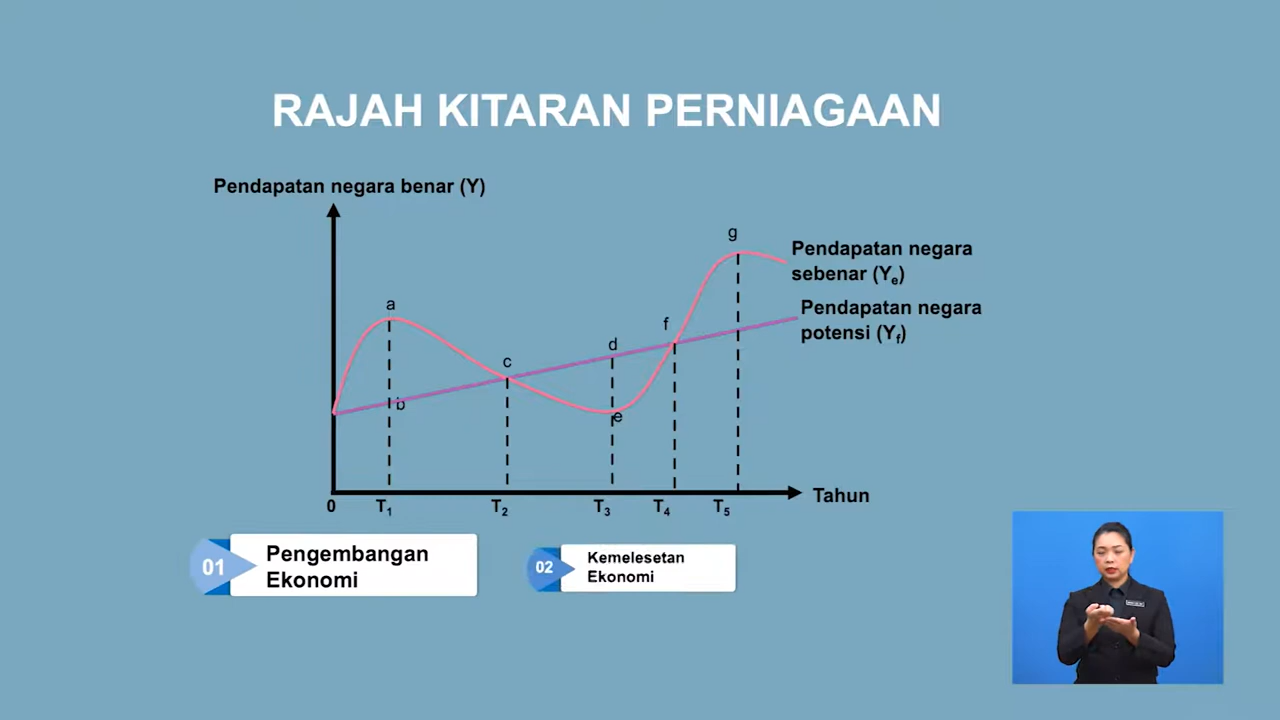 RAJAH KITARAN PERNIAGAAN
Pendapatan negara benar (Y)
g
Pendapatan negara
sebenar (Yₑ)
a
Pendapatan negara
potensi (Y_f)
f
d
c
b
e
0 T₁ T₂ T₃ T₄ T₅ Tahun
01 Pengembangan
Ekonomi
02 Kemelesetan
Ekonomi